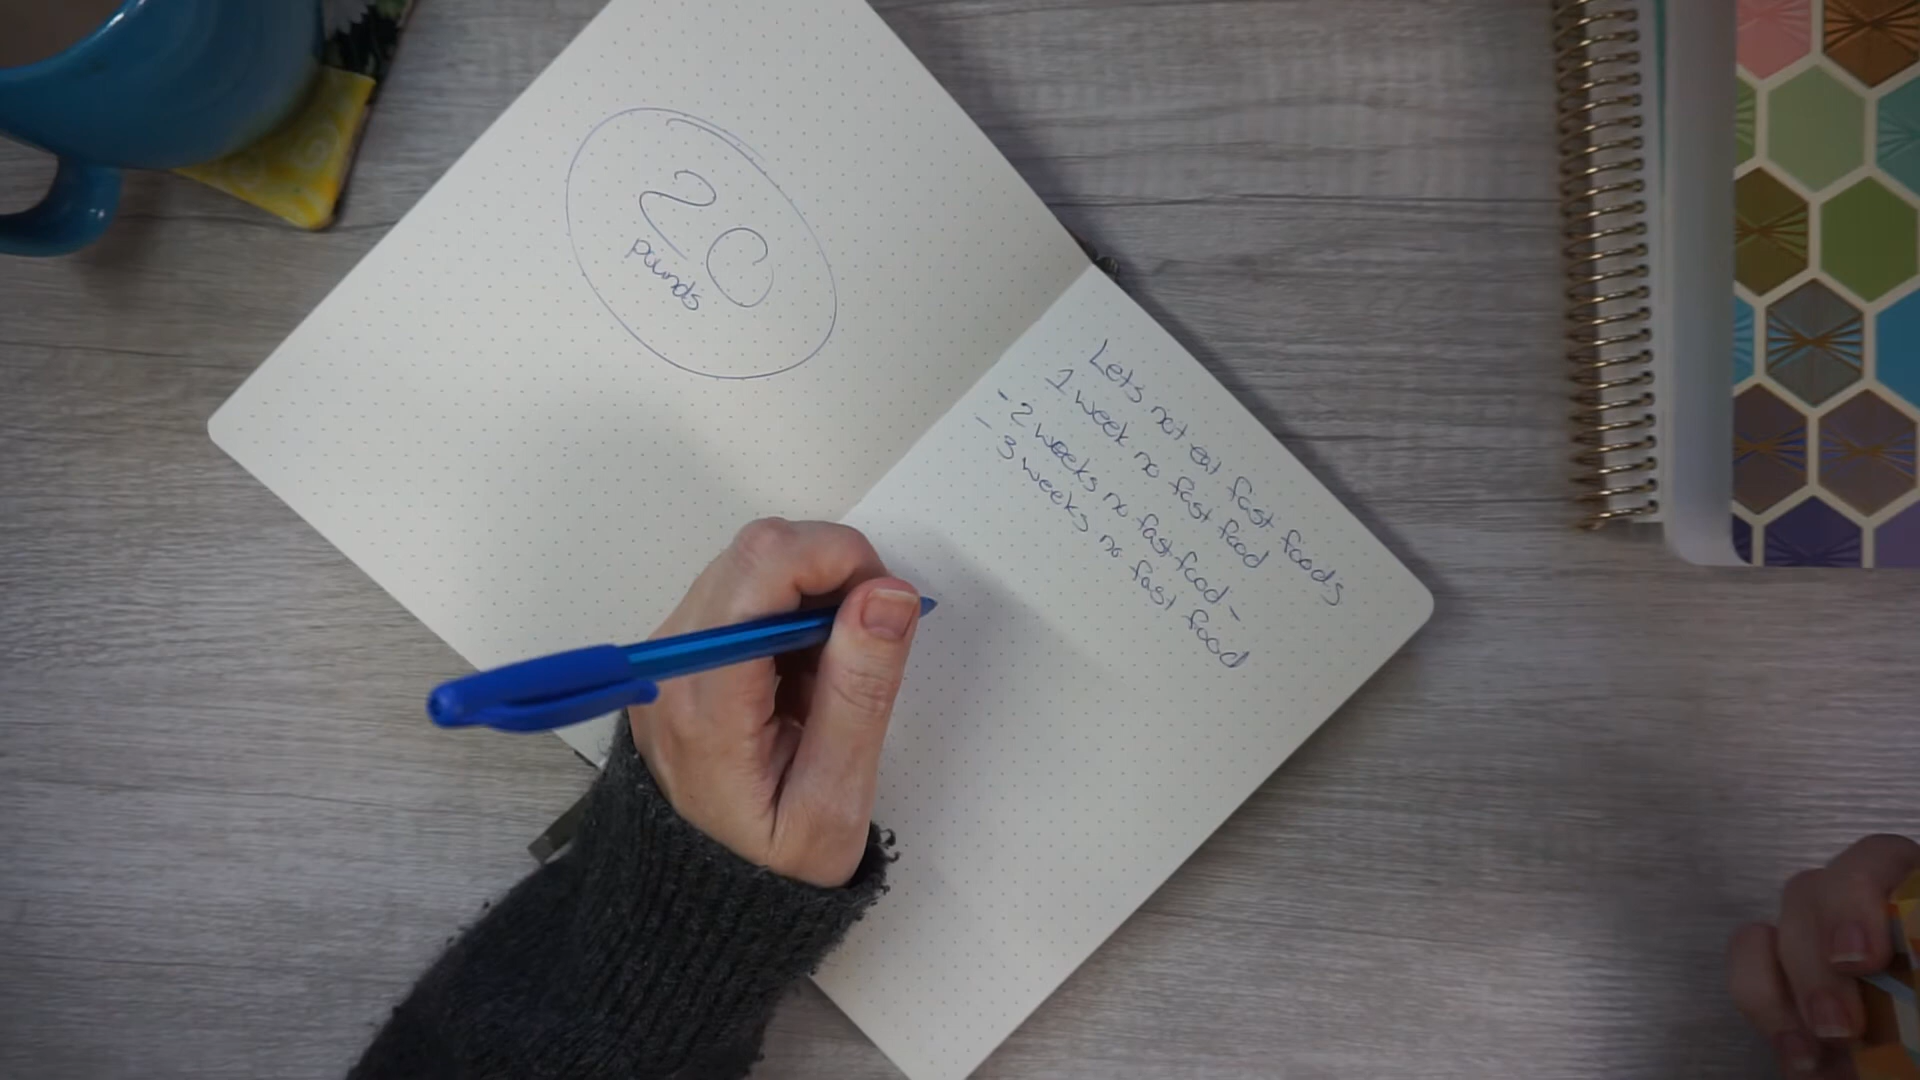 20
pounds
Lets not eat fast foods
1 week no fast food
- 2 weeks no fast food -
- 3 weeks no fast food